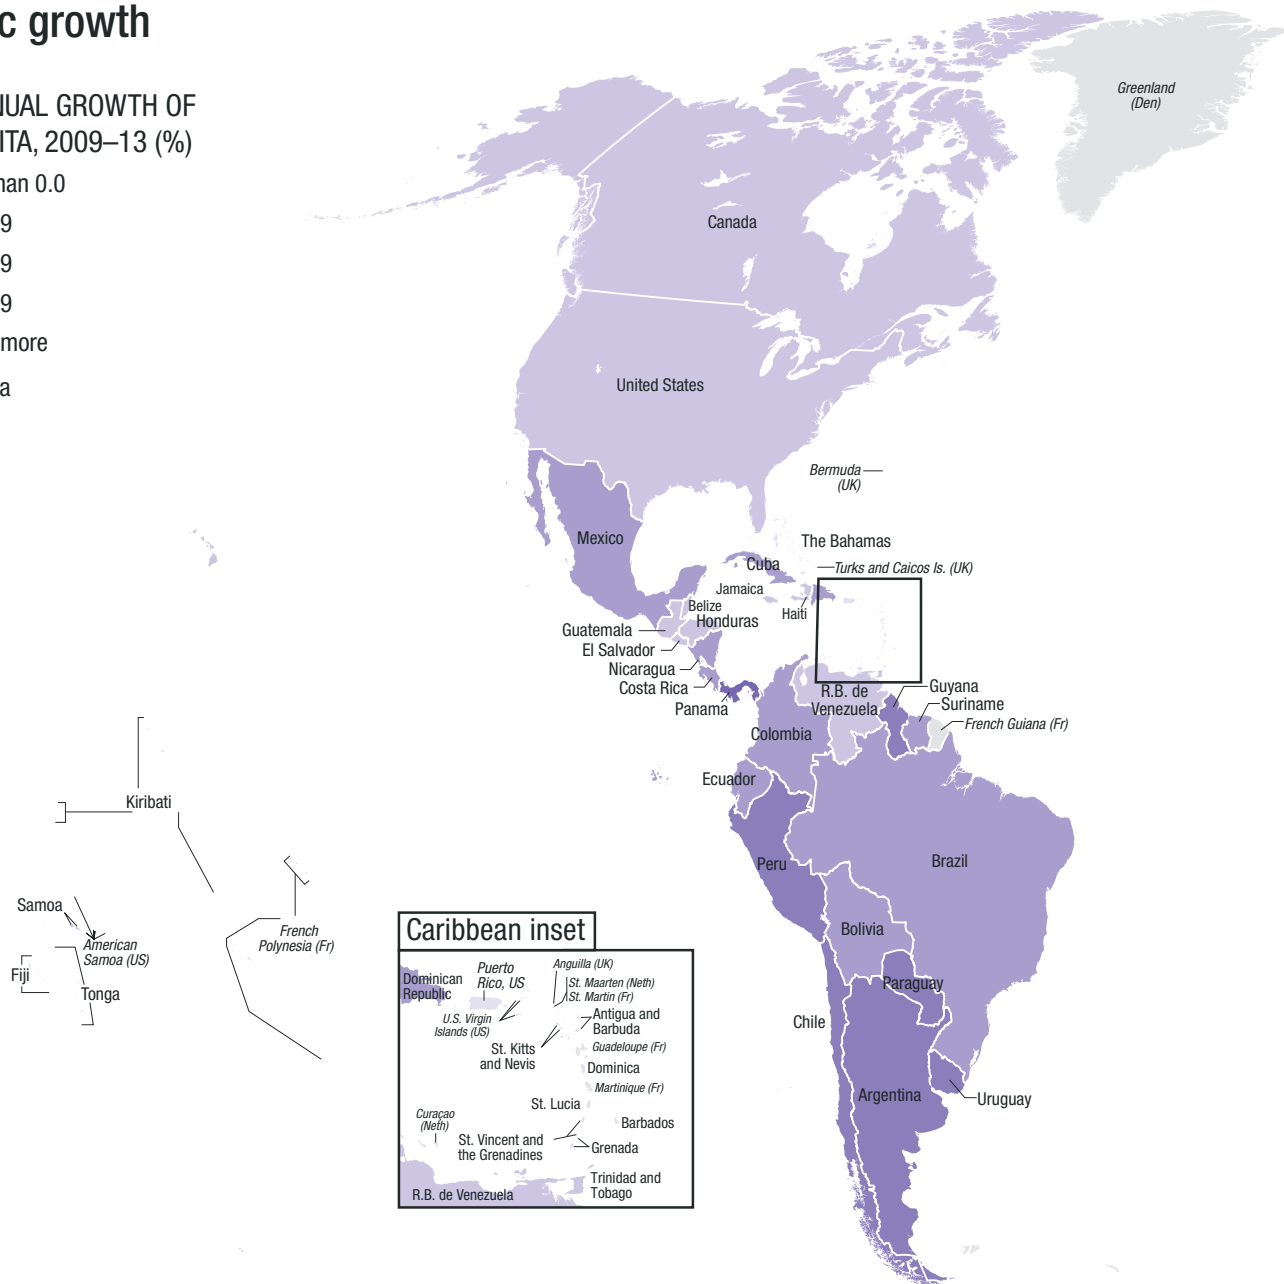 c growth
NUAL GROWTH OF
ITA, 2009–13 (%)
han 0.0
9
9
9
more
a
Greenland
(Den)
Canada
United States
Bermuda
(UK)
Mexico
The Bahamas
Cuba
Turks and Caicos Is. (UK)
Jamaica
Belize
Haiti
Honduras
Guatemala
El Salvador
Nicaragua
Costa Rica
Panama
R.B. de
Venezuela
Guyana
Suriname
French Guiana (Fr)
Colombia
Ecuador
Kiribati
Peru
Brazil
Samoa
American
Samoa (US)
French
Polynesia (Fr)
Fiji
Tonga
Bolivia
Paraguay
Chile
Argentina
Uruguay
Caribbean inset
Dominican
Republic
Puerto
Rico, US
Anguilla (UK)
St. Maarten (Neth)
St. Martin (Fr)
U.S. Virgin
Islands (US)
Antigua and
Barbuda
St. Kitts
and Nevis
Guadeloupe (Fr)
Dominica
Martinique (Fr)
St. Lucia
Barbados
Curaçao
(Neth)
St. Vincent and
the Grenadines
Grenada
Trinidad and
Tobago
R.B. de Venezuela